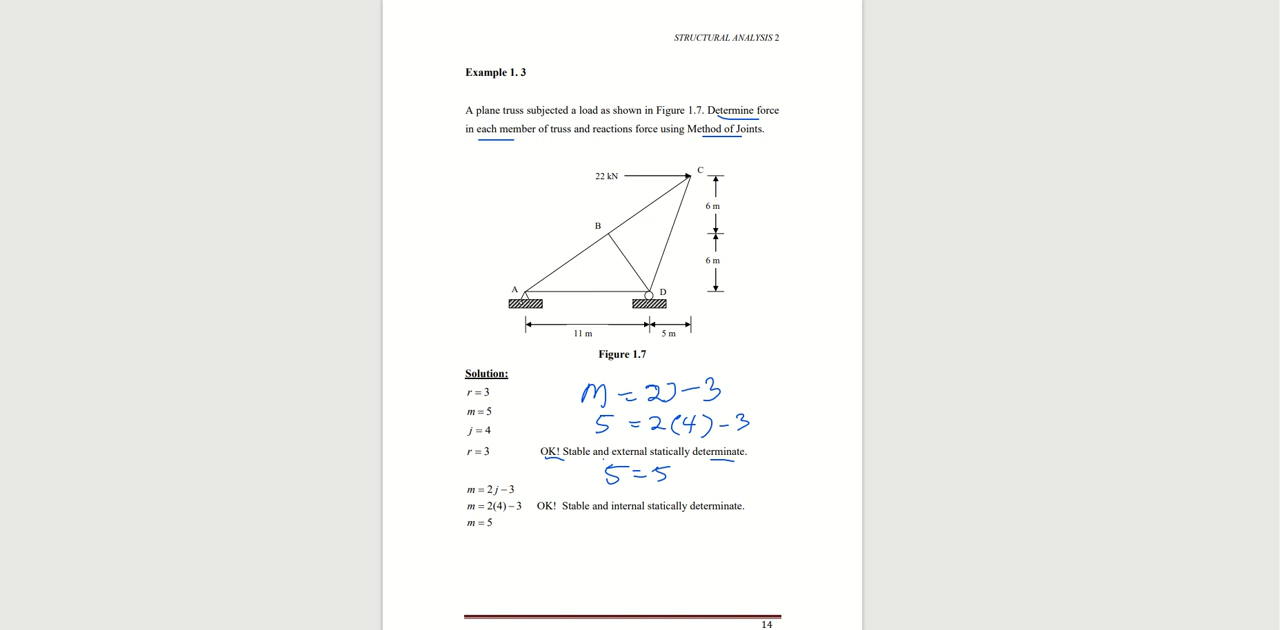 STRUCTURAL ANALYSIS 2
Example 1. 3
A plane truss subjected a load as shown in Figure 1.7. Determine force
in each member of truss and reactions force using Method of Joints.
22 kN
C
6 m
B
6 m
A
D
11 m
5 m
Figure 1.7
Solution:
r = 3
m = 5
j = 4
r = 3 OK! Stable and external statically determinate.
m = 2j - 3
5 = 2(4) - 3
5 = 5
m = 2j − 3
m = 2(4) − 3 OK! Stable and internal statically determinate.
m = 5
14